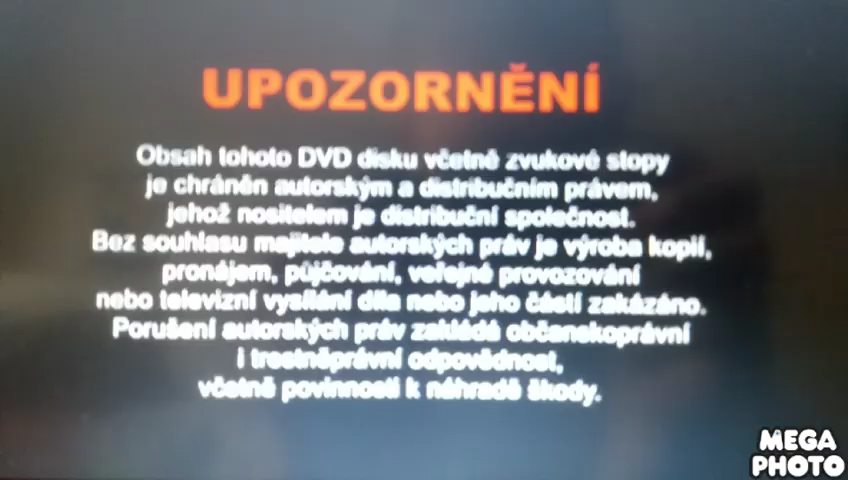 UPOZORNĚNÍ
Obsah tohoto DVD disku včetně zvukové stopy
je chráněn autorským a distribučním právem,
jehož nositelem je distribuční společnost.
Bez souhlasu majitele autorských práv je výroba kopií,
pronájem, půjčování, veřejné provozování
nebo televizní vysílání díla nebo jeho částí zakázáno.
Porušení autorských práv zakládá občanskoprávní
i trestněprávní odpovědnost,
včetně povinnosti k náhradě škody.
MEGA
PHOTO